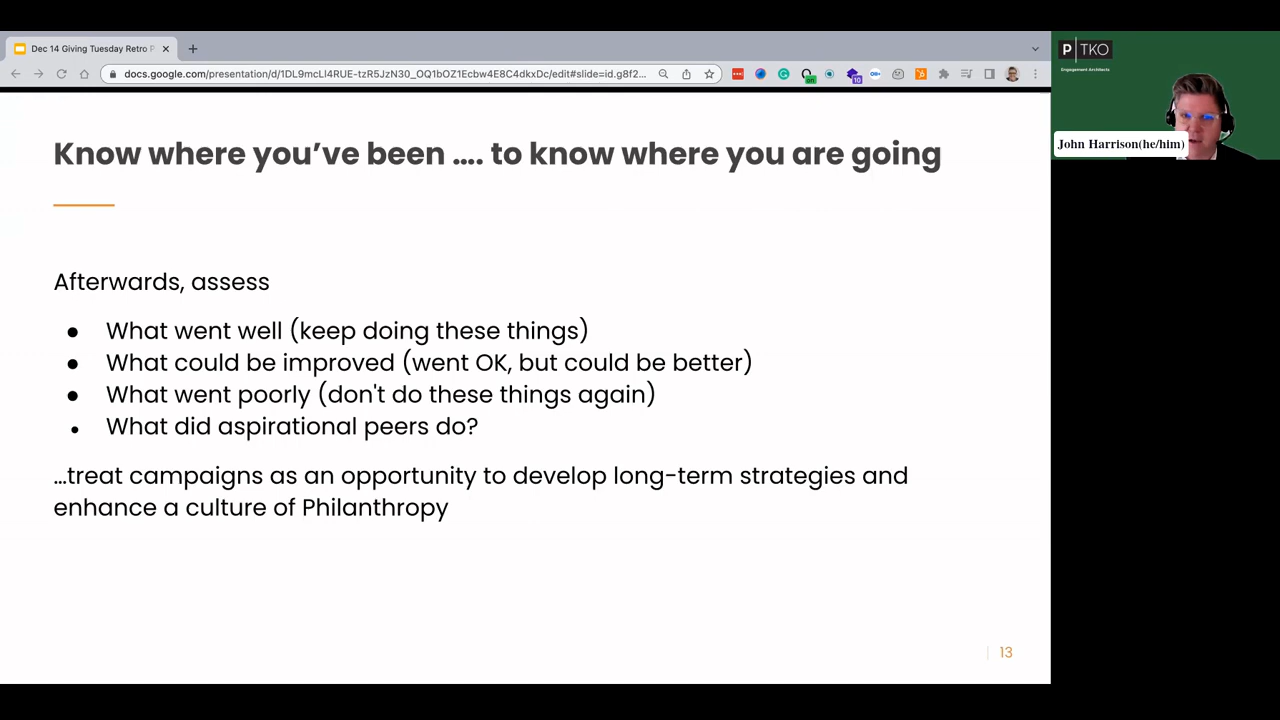 Dec 14 Giving Tuesday Retro P
docs.google.com/presentation/d/1DL9mcLI4RUE-tzR5JzNx0_OQ1bOZ1Ecbw4E8C4dkxDc/edit#slide=id.g8f2...
P TKO
Engagement Architects
John Harrison(he/him)
Know where you’ve been .... to know where you are going
Afterwards, assess
● What went well (keep doing these things)
● What could be improved (went OK, but could be better)
● What went poorly (don't do these things again)
● What did aspirational peers do?
...treat campaigns as an opportunity to develop long-term strategies and
enhance a culture of Philanthropy
13